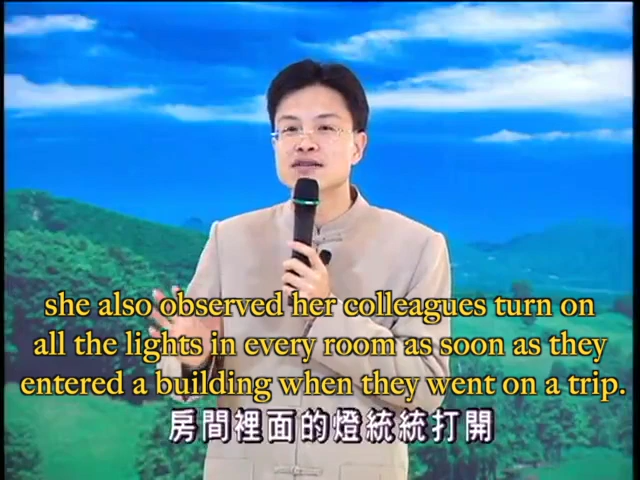 she also observed her colleagues turn on
all the lights in every room as soon as they
entered a building when they went on a trip.
房間裡面的燈統統打開